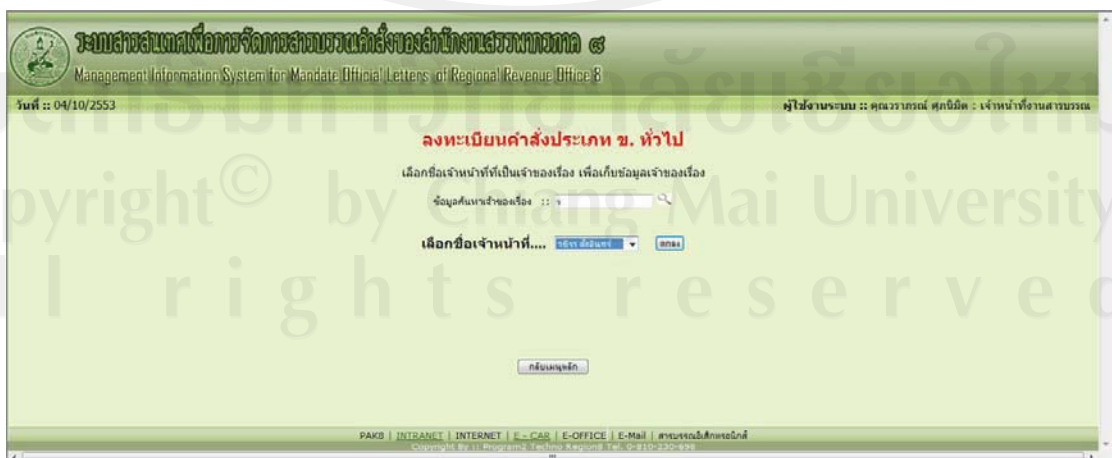 ระบบสารสนเทศเพื่อการจัดการสารบรรณคำสั่งของสำนักงานสรรพากรภาค ๘
Management Information System for Mandate Official Letters of Regional Revenue Office 8
วันที่ :: 04/10/2553
ผู้ใช้งานระบบ :: คุณวราภรณ์ ศุภนิมิต : เจ้าหน้าที่งานสารบรรณ
ลงทะเบียนคำสั่งประเภท ข. ทั่วไป
เลือกชื่อเจ้าหน้าที่ที่เป็นเจ้าของเรื่อง เพื่อเก็บข้อมูลเจ้าของเรื่อง
ข้อมูลค้นหาเจ้าของเรื่อง ::
เลือกชื่อเจ้าหน้าที่....
ตกลง
กลับเมนูหลัก
PAK8 | INTRANET | INTERNET | E - CAR | E-OFFICE | E-Mail | สารบรรณอิเล็กทรอนิกส์
Copyright By :: Program2 Techno Region8 Tel.
pyright© by Chiang Mai University
l rights reserved